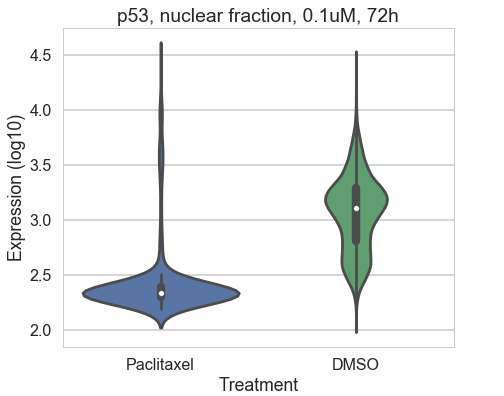 p53, nuclear fraction, 0.1uM, 72h
Expression (log10)
4.5
4.0
3.5
3.0
2.5
2.0
Paclitaxel
DMSO
Treatment